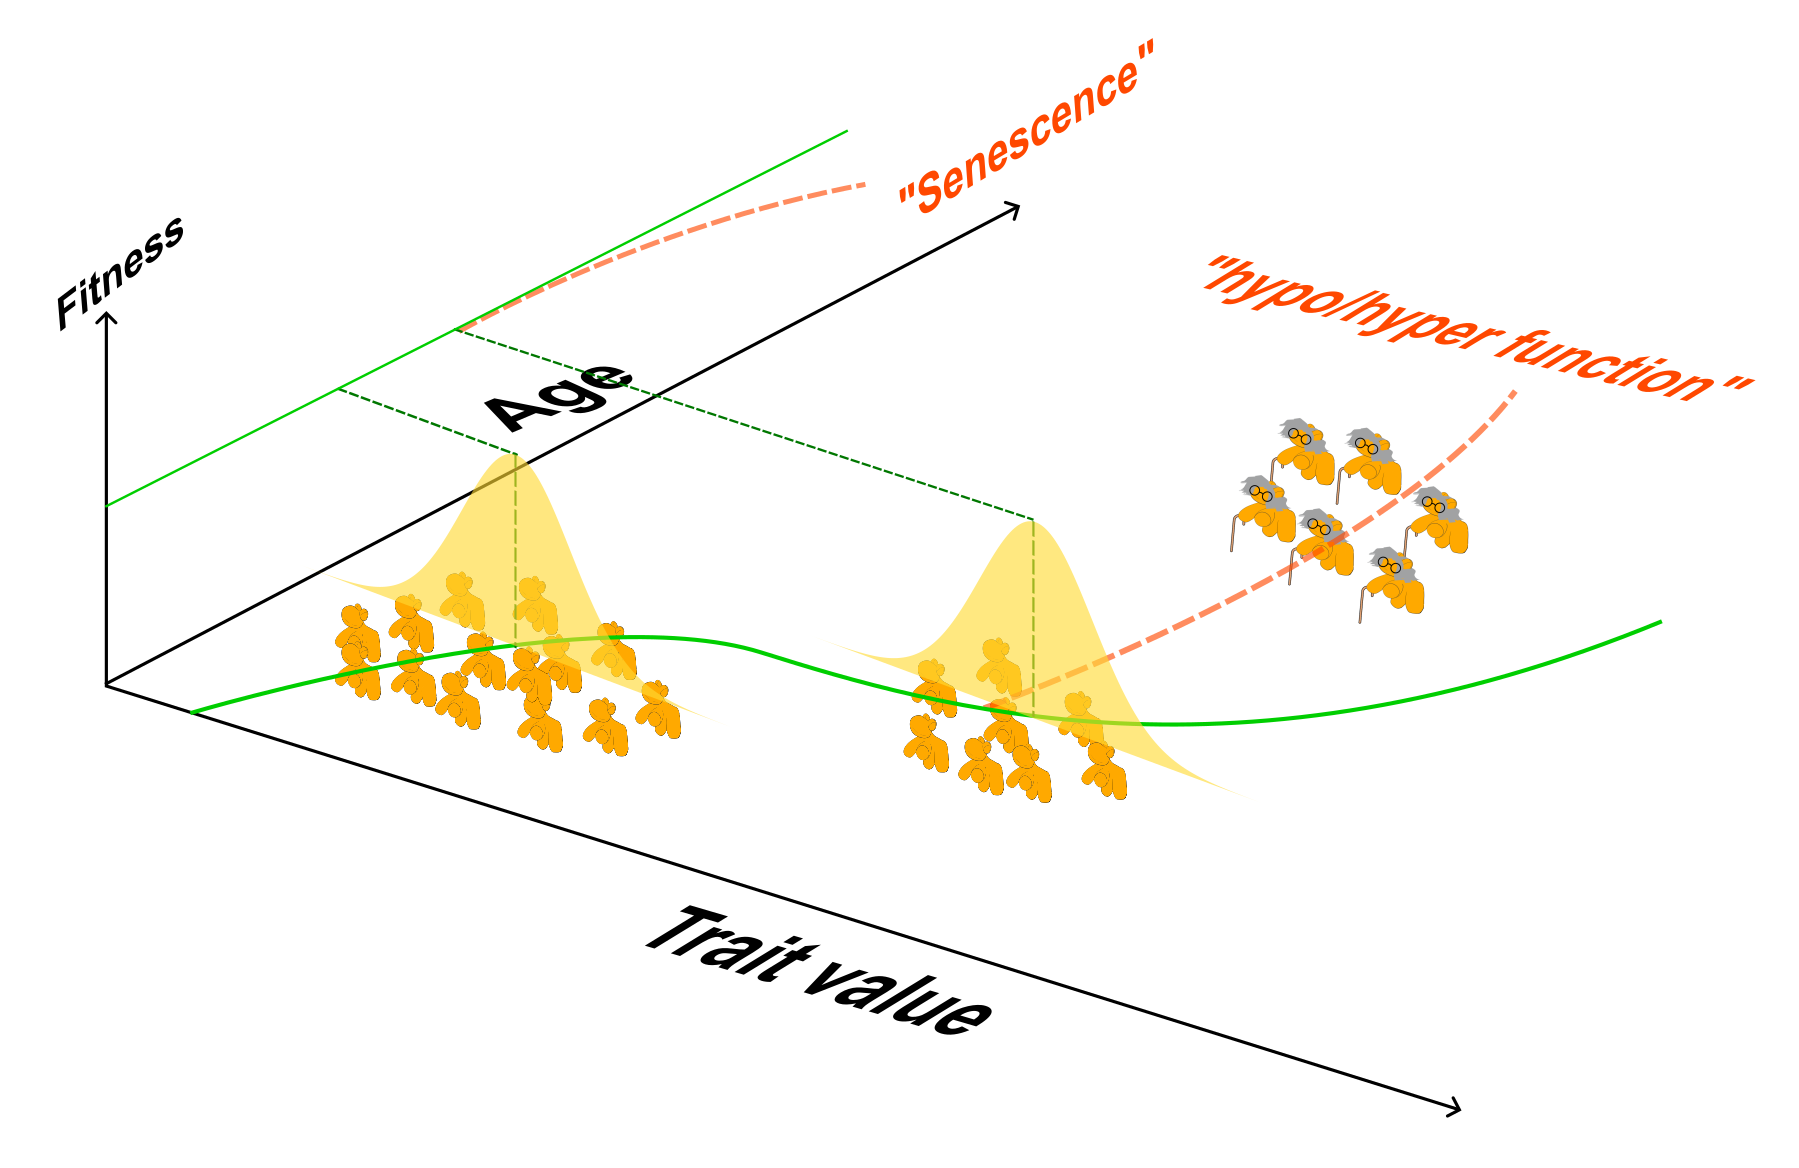 "Senescence"
Fitness
"hypo/hyper function"
Age
Trait value